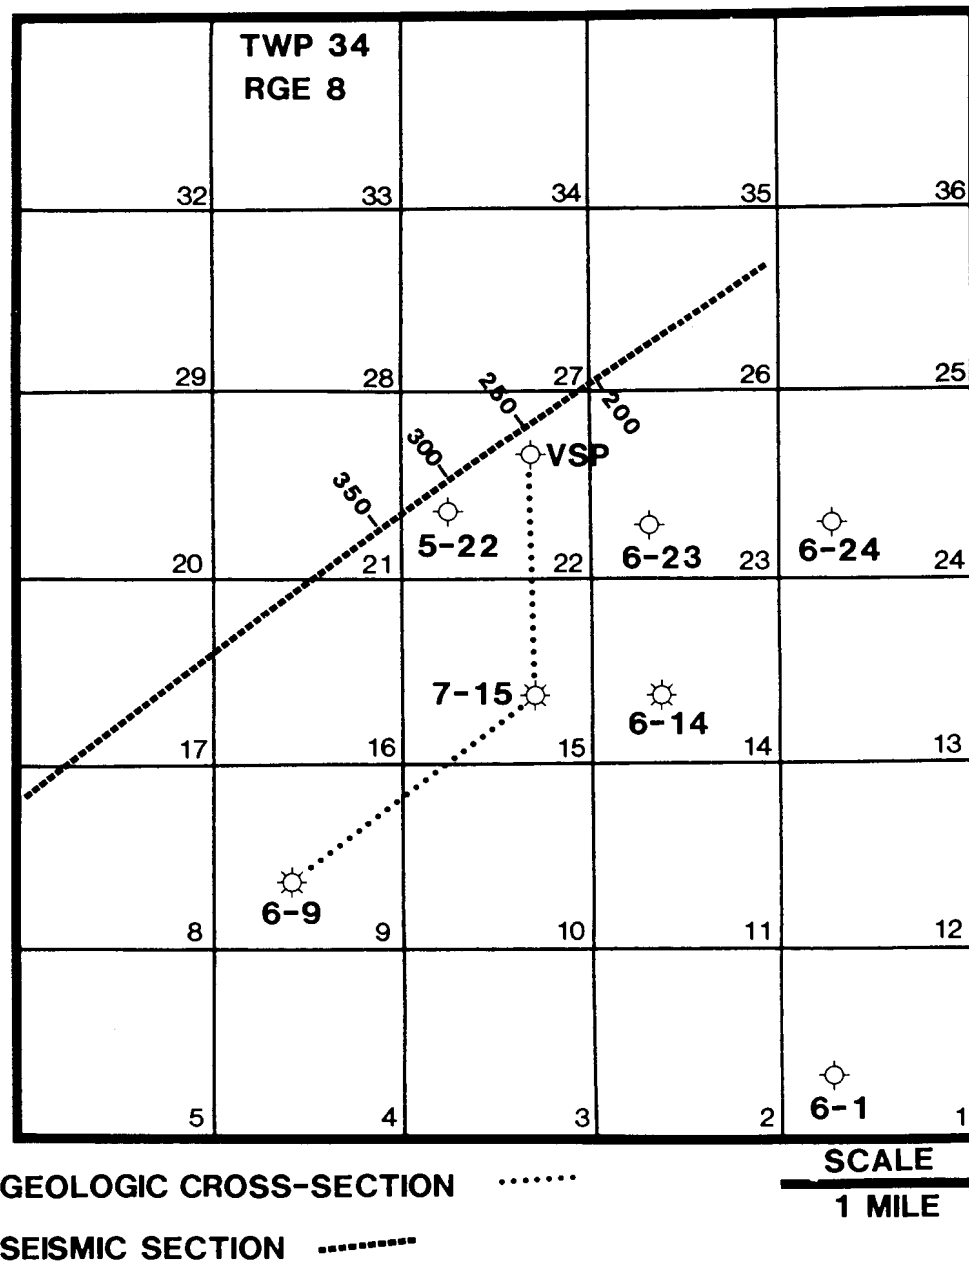 TWP 34
RGE 8
32 33 34 35 36
29 28 27 26 25
250
200
300
VSP
350
5-22
6-23
6-24
20 21 22 23 24
7-15
6-14
17 16 15 14 13
6-9
8 9 10 11 12
6-1
5 4 3 2 1
GEOLOGIC CROSS-SECTION
SCALE
1 MILE
SEISMIC SECTION